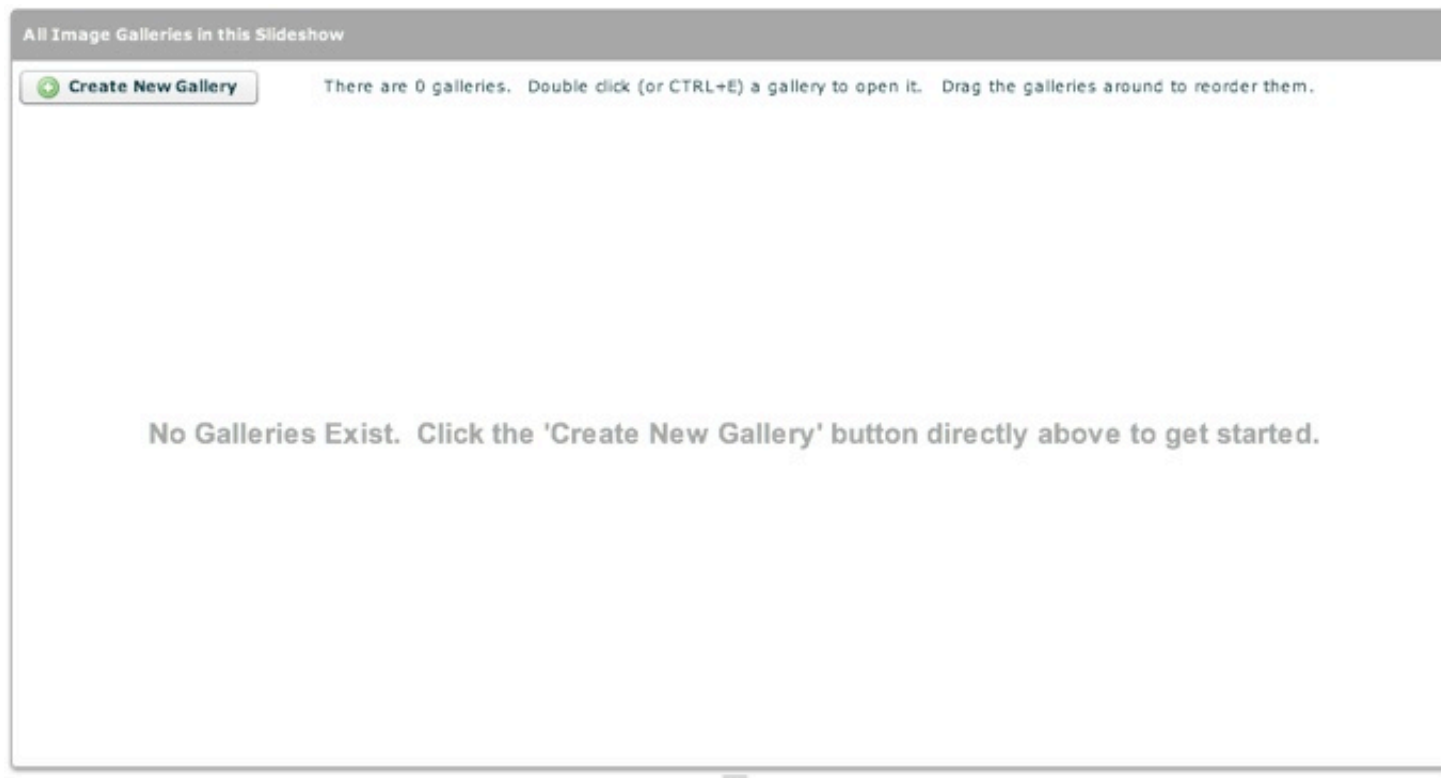 All Image Galleries in this Slideshow
Create New Gallery There are 0 galleries. Double click (or CTRL+E) a gallery to open it. Drag the galleries around to reorder them.
No Galleries Exist. Click the 'Create New Gallery' button directly above to get started.